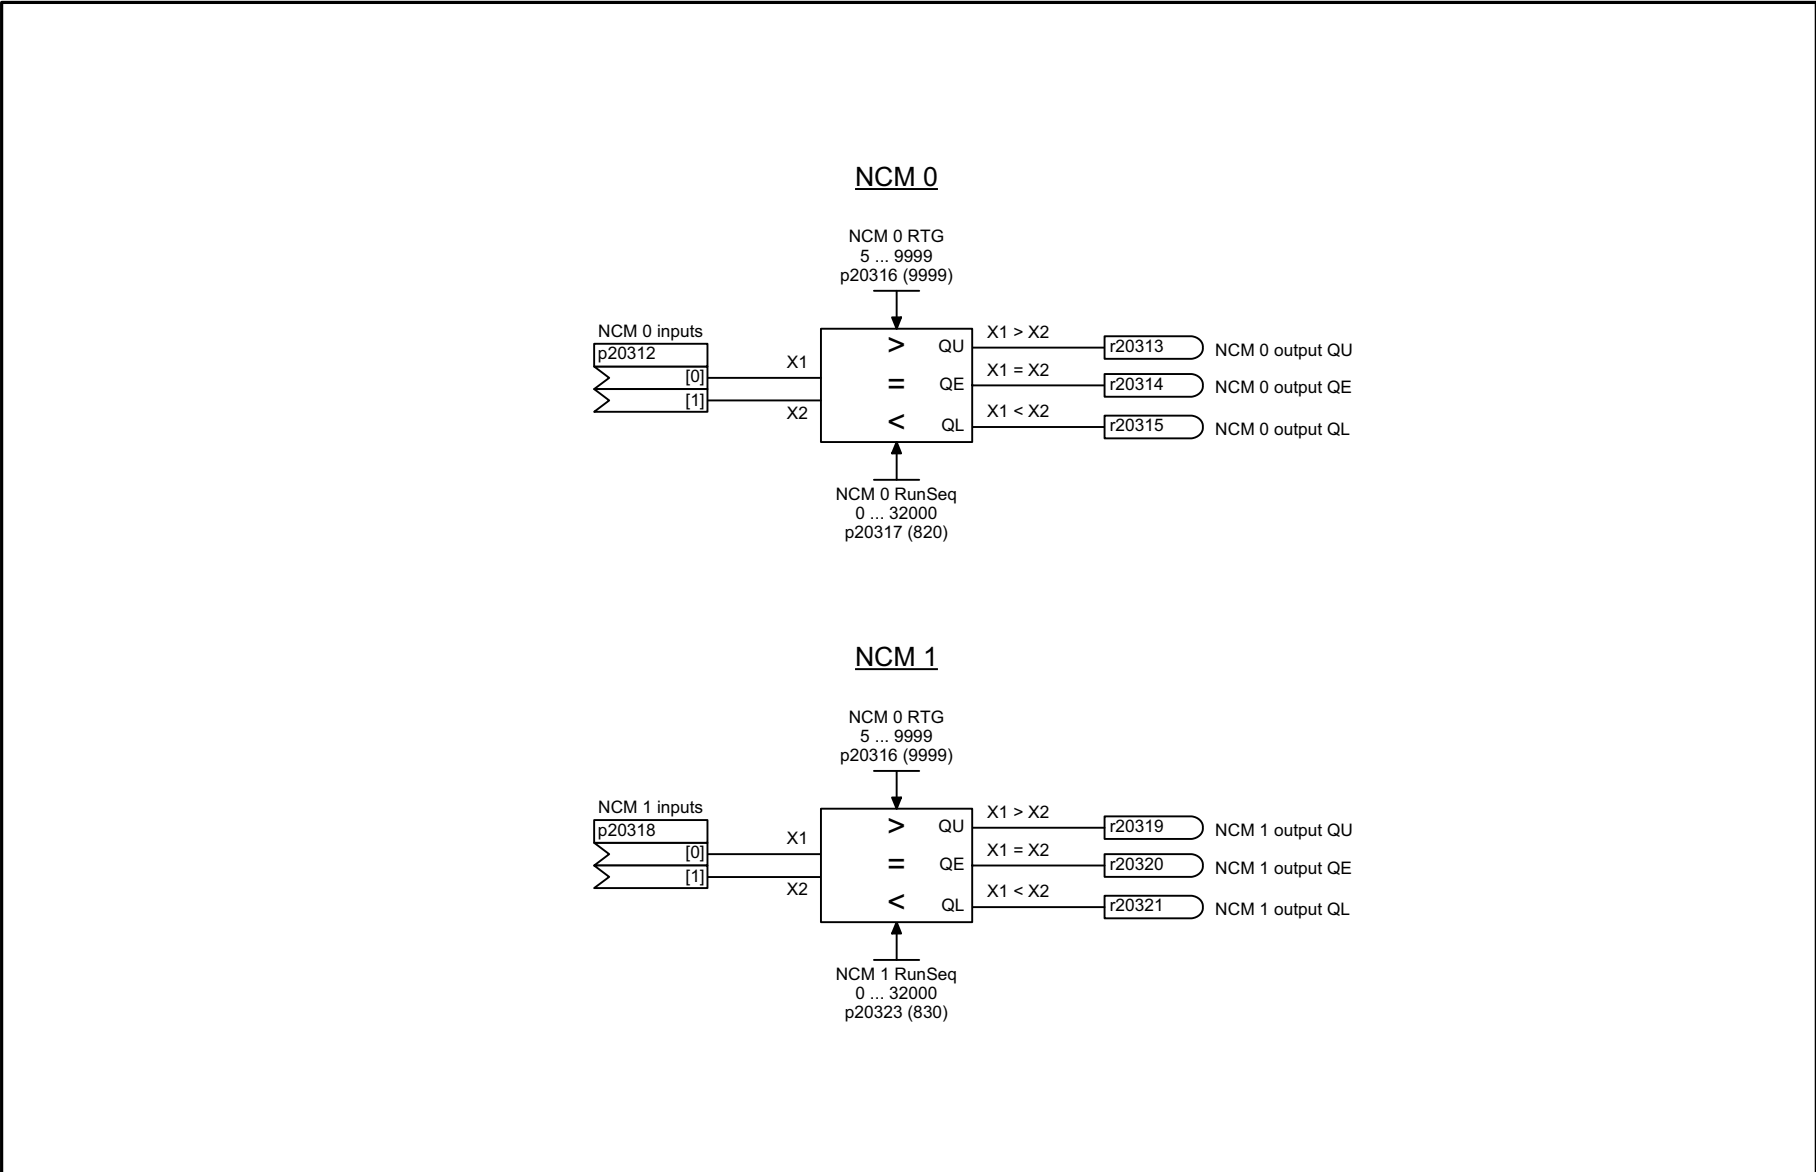 NCM 0
NCM 0 RTG
5 ... 9999
p20316 (9999)
NCM 0 inputs
p20312
[0]
[1]
X1
X2
>
=
<
QU
QE
QL
X1 > X2
X1 = X2
X1 < X2
r20313
NCM 0 output QU
r20314
NCM 0 output QE
r20315
NCM 0 output QL
NCM 0 RunSeq
0 ... 32000
p20317 (820)
NCM 1
NCM 0 RTG
5 ... 9999
p20316 (9999)
NCM 1 inputs
p20318
[0]
[1]
X1
X2
>
=
<
QU
QE
QL
X1 > X2
X1 = X2
X1 < X2
r20319
NCM 1 output QU
r20320
NCM 1 output QE
r20321
NCM 1 output QL
NCM 1 RunSeq
0 ... 32000
p20323 (830)